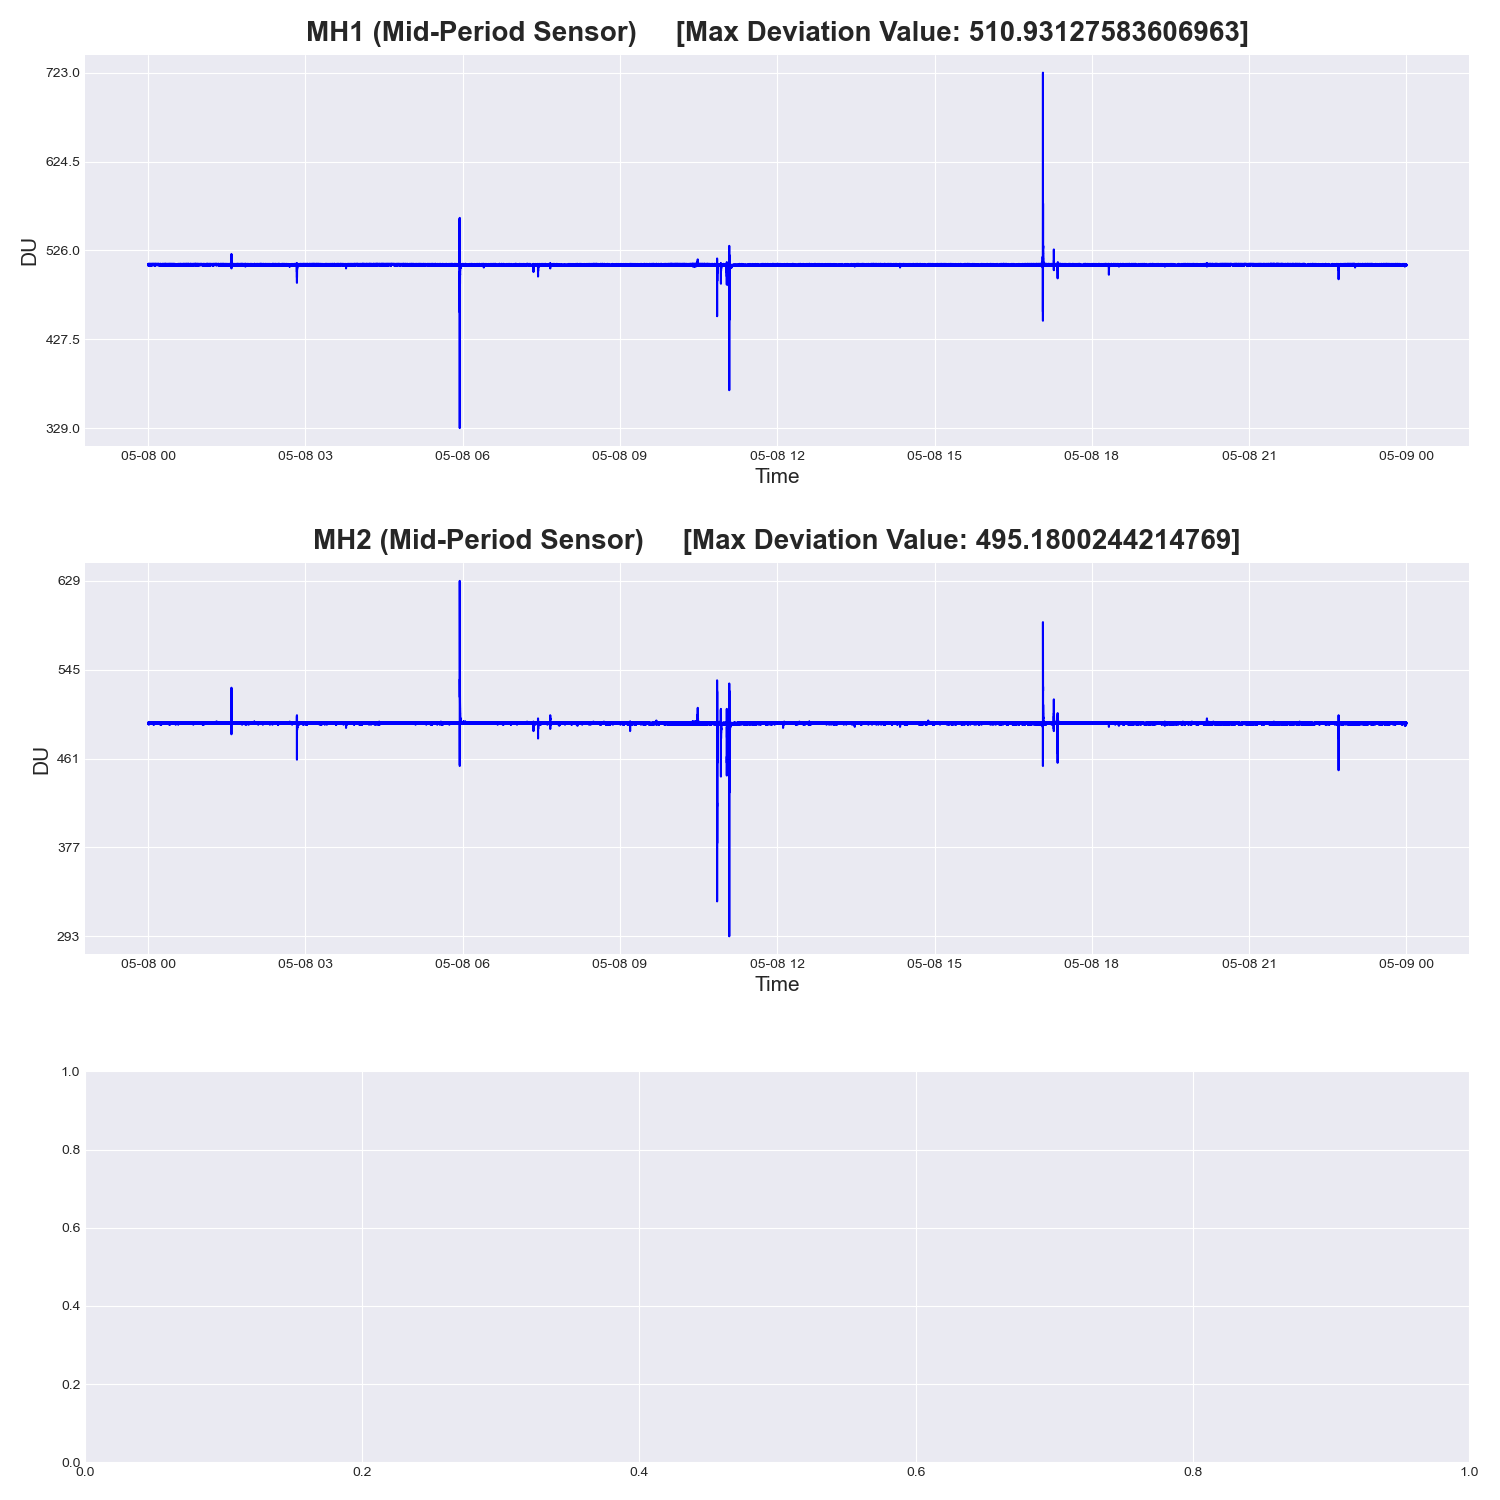 MH1 (Mid-Period Sensor) [Max Deviation Value: 510.93127583606963]
723.0
624.5
526.0
427.5
329.0
DU
05-08 00 05-08 03 05-08 06 05-08 09 05-08 12 05-08 15 05-08 18 05-08 21 05-09 00
Time
MH2 (Mid-Period Sensor) [Max Deviation Value: 495.1800244214769]
629
545
461
377
293
DU
05-08 00 05-08 03 05-08 06 05-08 09 05-08 12 05-08 15 05-08 18 05-08 21 05-09 00
Time
1.0
0.8
0.6
0.4
0.2
0.0
0.0 0.2 0.4 0.6 0.8 1.0